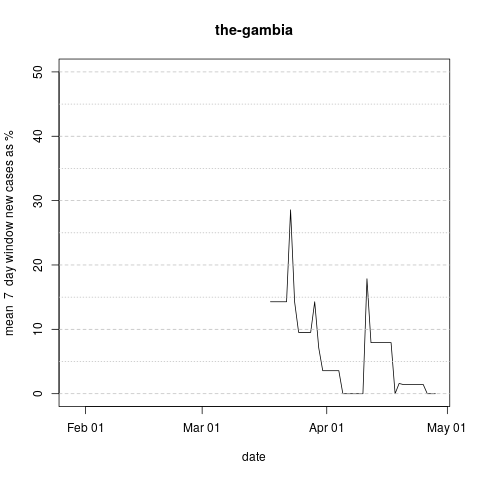 the-gambia
mean 7 day window new cases as %
50
40
30
20
10
0
Feb 01
Mar 01
Apr 01
May 01
date